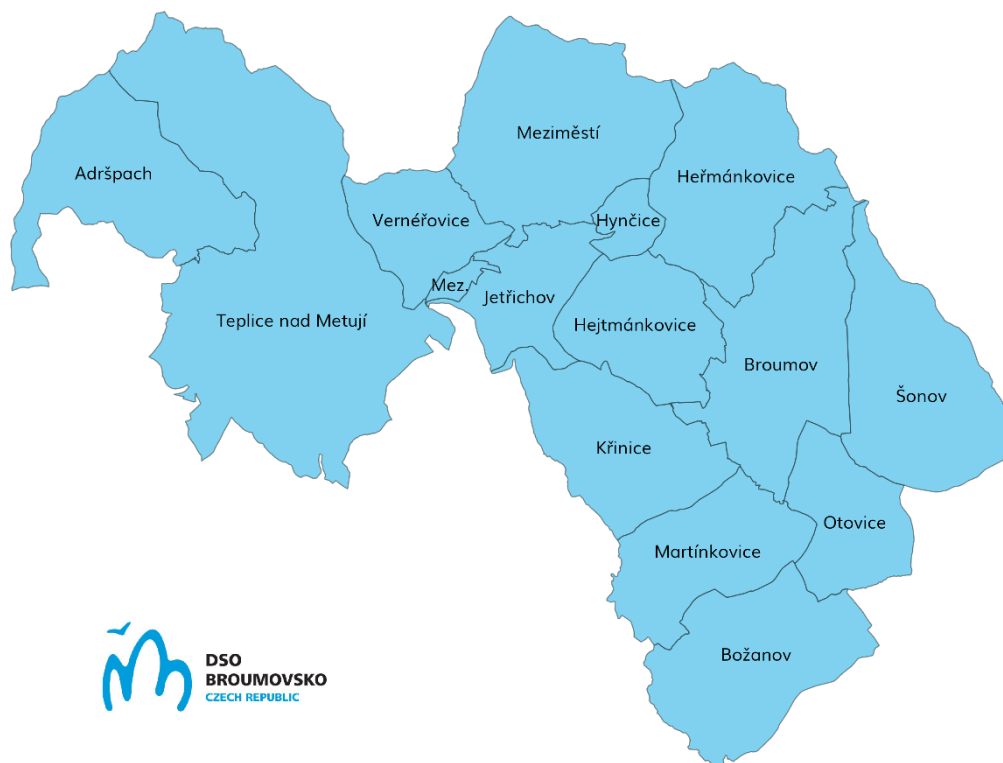 Meziměstí
Adršpach
Heřmánkovice
Vernéřovice
Hynčice
Mez.
Jetřichov
Teplice nad Metují
Hejtmánkovice
Broumov
Šonov
Křinice
Otovice
Martínkovice
Božanov
DSO
BROUMOVSKO
CZECH REPUBLIC